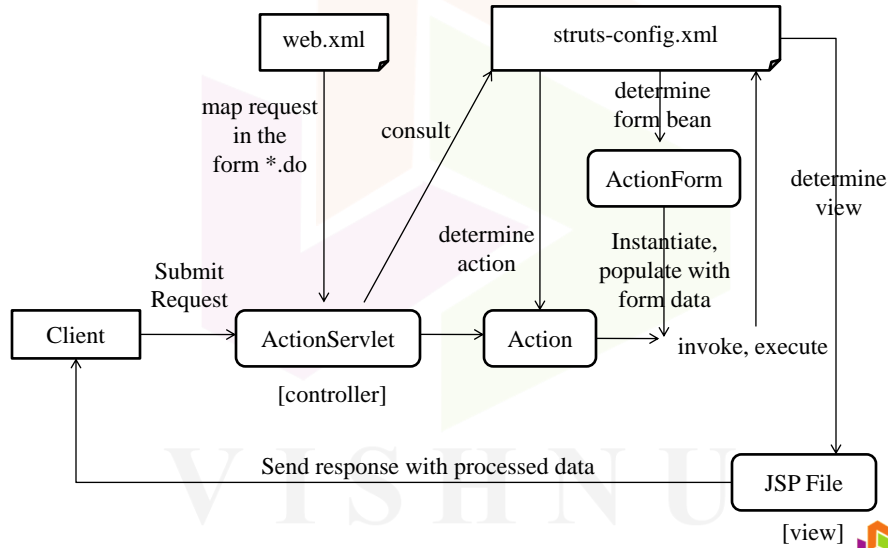 web.xml
struts-config.xml
map request
in the
form *.do
consult
determine
form bean
ActionForm
determine
view
determine
action
Instantiate,
populate with
form data
Submit
Request
Client
ActionServlet
Action
invoke, execute
[controller]
Send response with processed data
JSP File
[view]
VISHNU